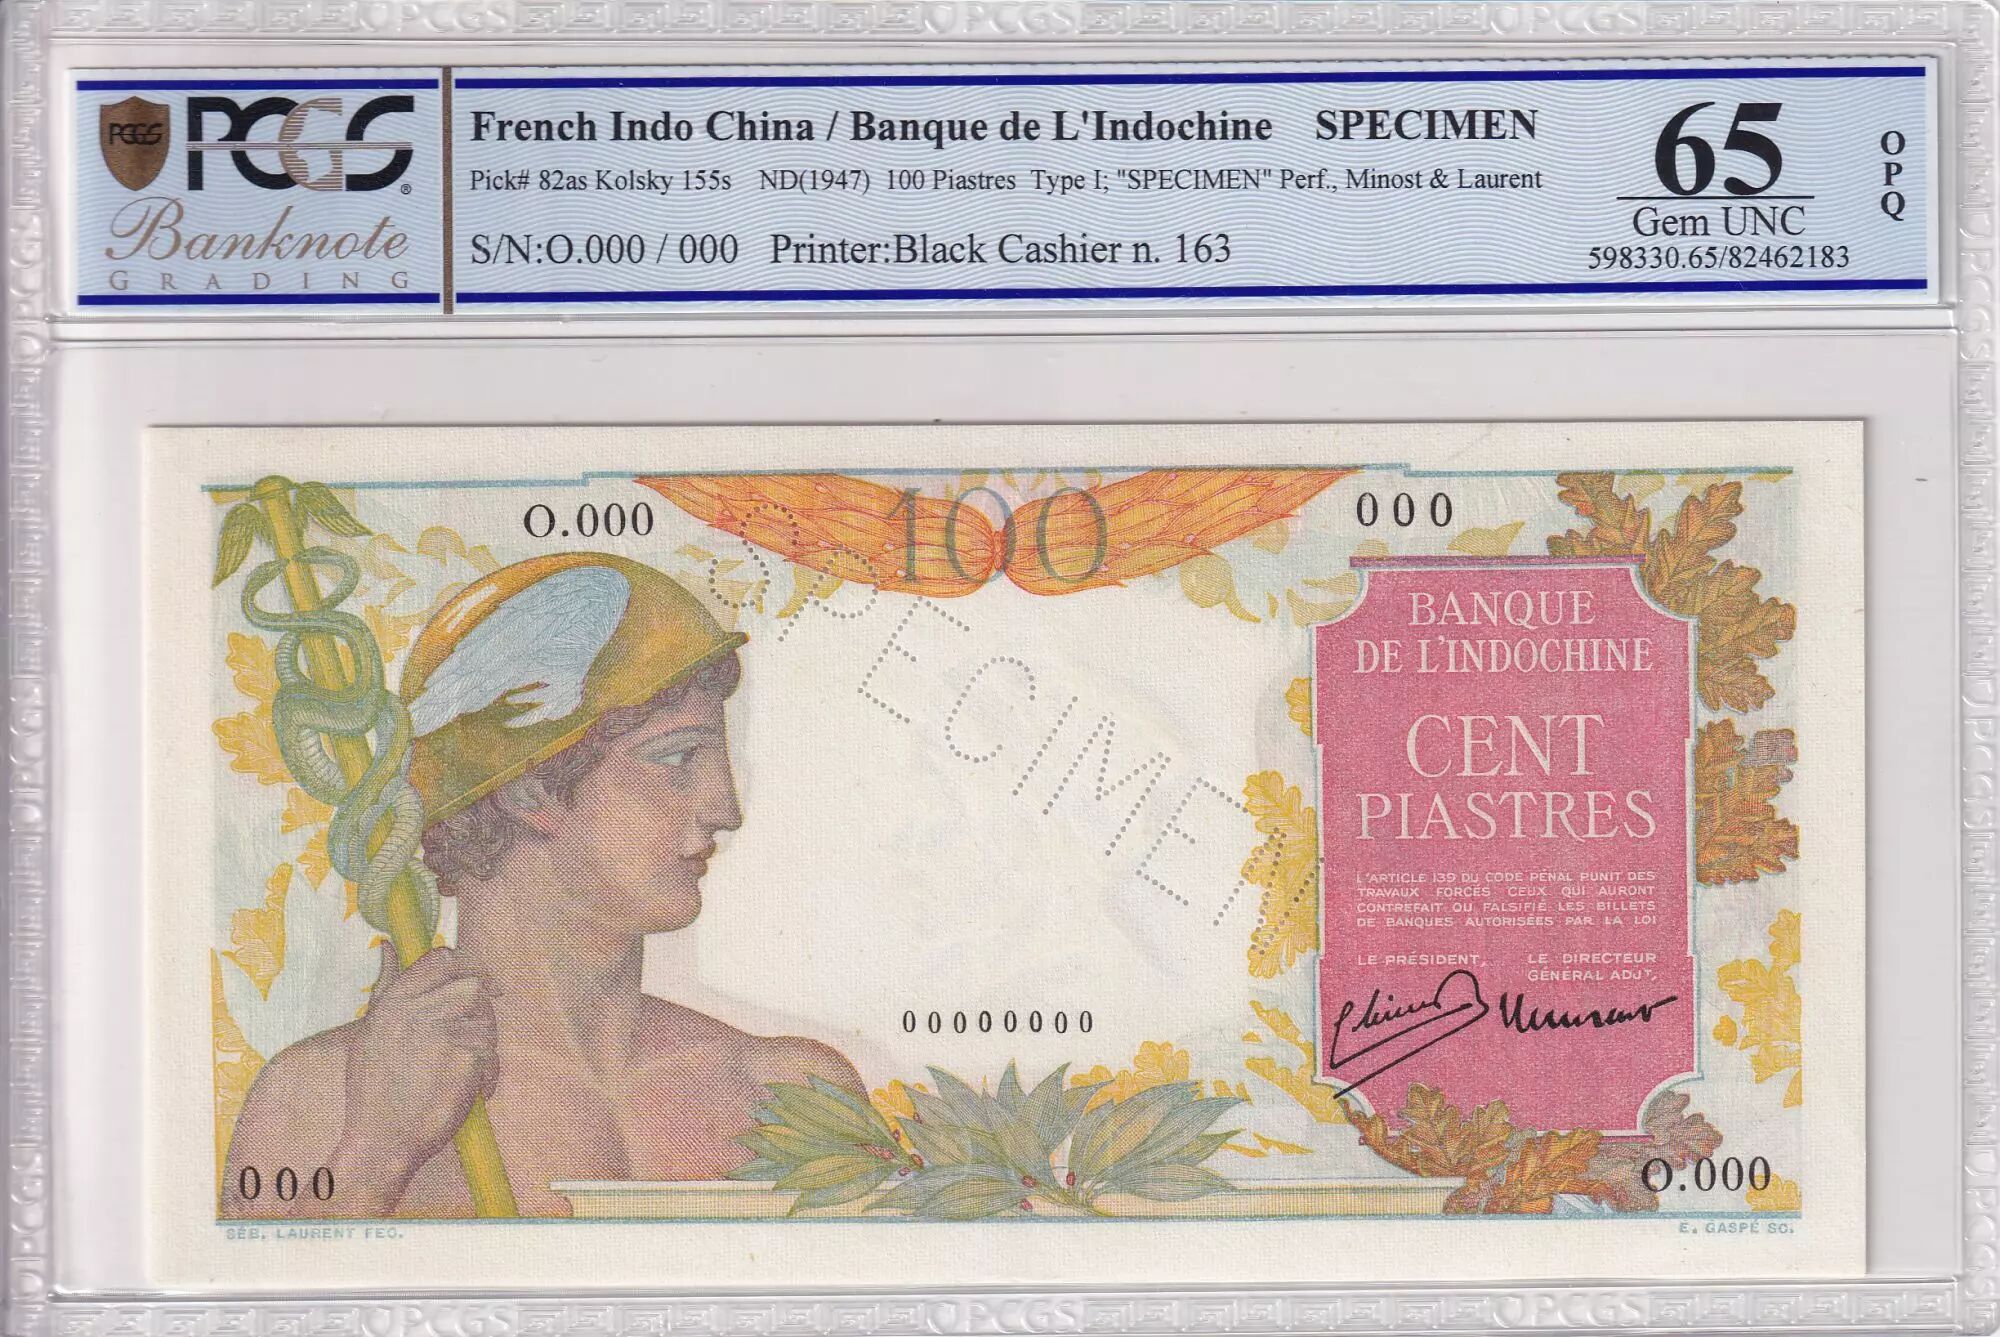 PCGS
PCGS®
Banknote
GRADING
French Indo China / Banque de L'Indochine SPECIMEN
Pick# 82as Kolsky 155s ND(1947) 100 Piastres Type I; "SPECIMEN" Perf., Minost & Laurent
S/N:O.000 / 000 Printer:Black Cashier n. 163
65
Gem UNC
598330.65/82462183
OPQ
O.000
100
000
SPECIMEN
BANQUE
DE L'INDOCHINE
CENT
PIASTRES
L'ARTICLE 139 DU CODE PÉNAL PUNIT DES
TRAVAUX FORCÉS CEUX QUI AURONT
CONTREFAIT OU FALSIFIÉ LES BILLETS
DE BANQUES AUTORISÉES PAR LA LOI
LE PRÉSIDENT, LE DIRECTEUR
GÉNÉRAL ADJT,
00000000
000
O.000
SÉB. LAURENT FEC.
E. GASPÉ SC.